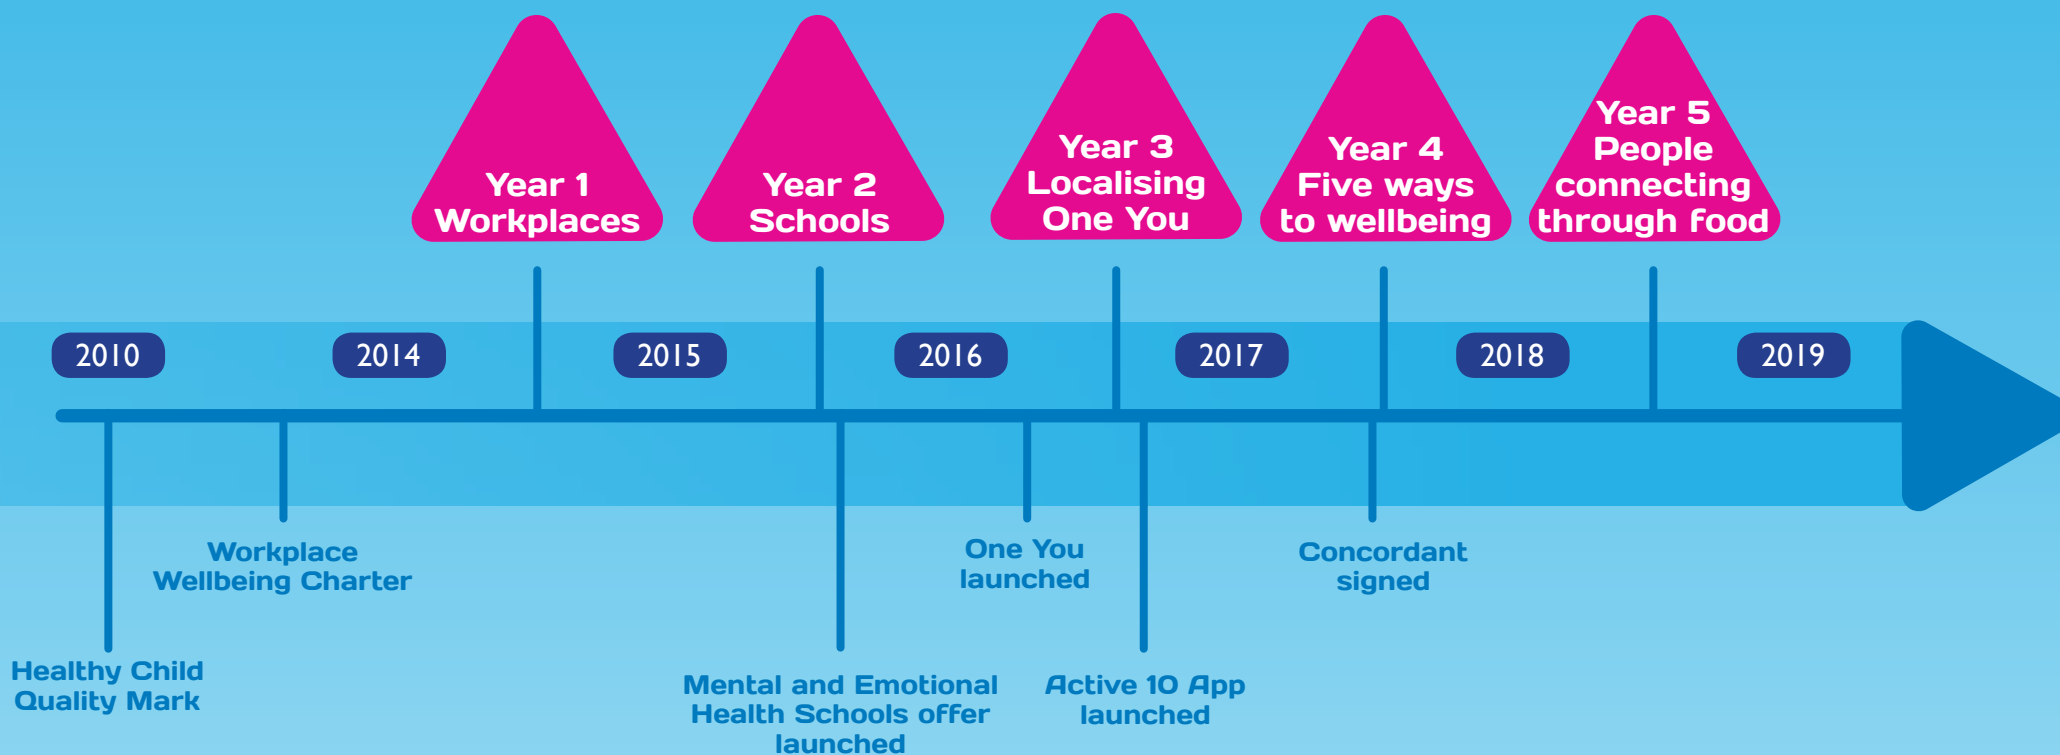 Year 1
Workplaces
Year 2
Schools
Year 3
Localising
One You
Year 4
Five ways
to wellbeing
Year 5
People
connecting
through food
2010
2014
2015
2016
2017
2018
2019
Healthy Child
Quality Mark
Workplace
Wellbeing Charter
Mental and Emotional
Health Schools offer
launched
One You
launched
Active 10 App
launched
Concordant
signed